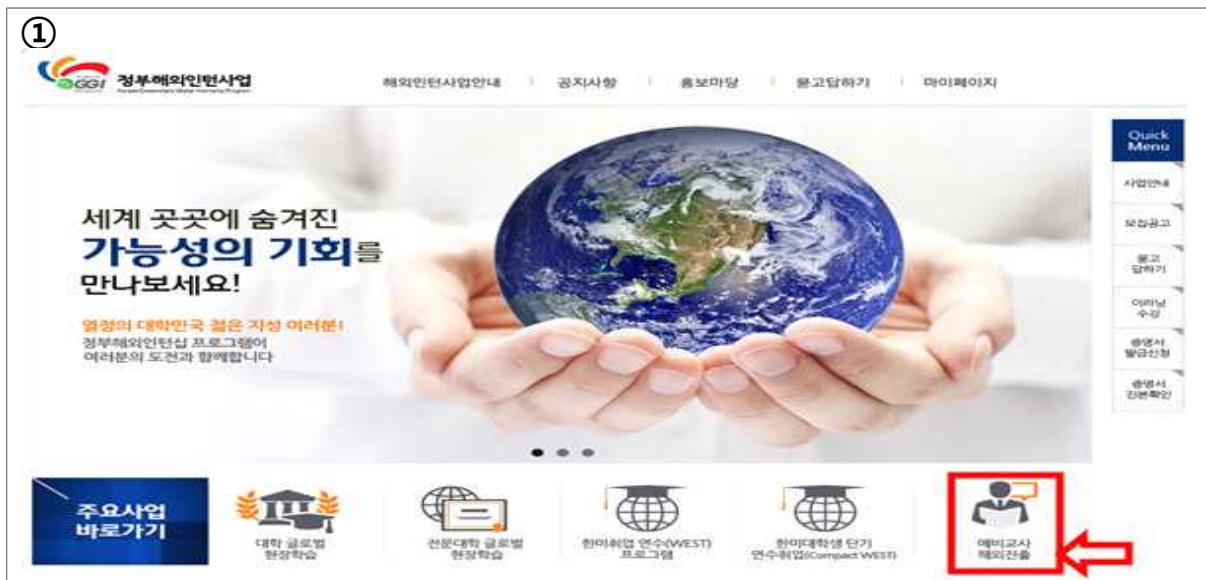 ①
GGI 정부해외인턴사업
해외인턴사업안내 공지사항 홍보마당 묻고답하기 마이페이지
세계 곳곳에 숨겨진
가능성의 기회를
만나보세요!
열정의 대학민국 젊은 지성 여러분!
정부해외인턴십 프로그램이
여러분의 도전과 함께합니다
Quick
Menu
사업안내
모집공고
묻고
답하기
이러닝
수강
증명서
발급신청
증명서
진본확인
주요사업
바로가기
대학 글로벌
현장학습
전문대학 글로벌
현장학습
한미취업 연수(WEST)
프로그램
한미대학생 단기
연수취업(Compact WEST)
예비교사
해외진출